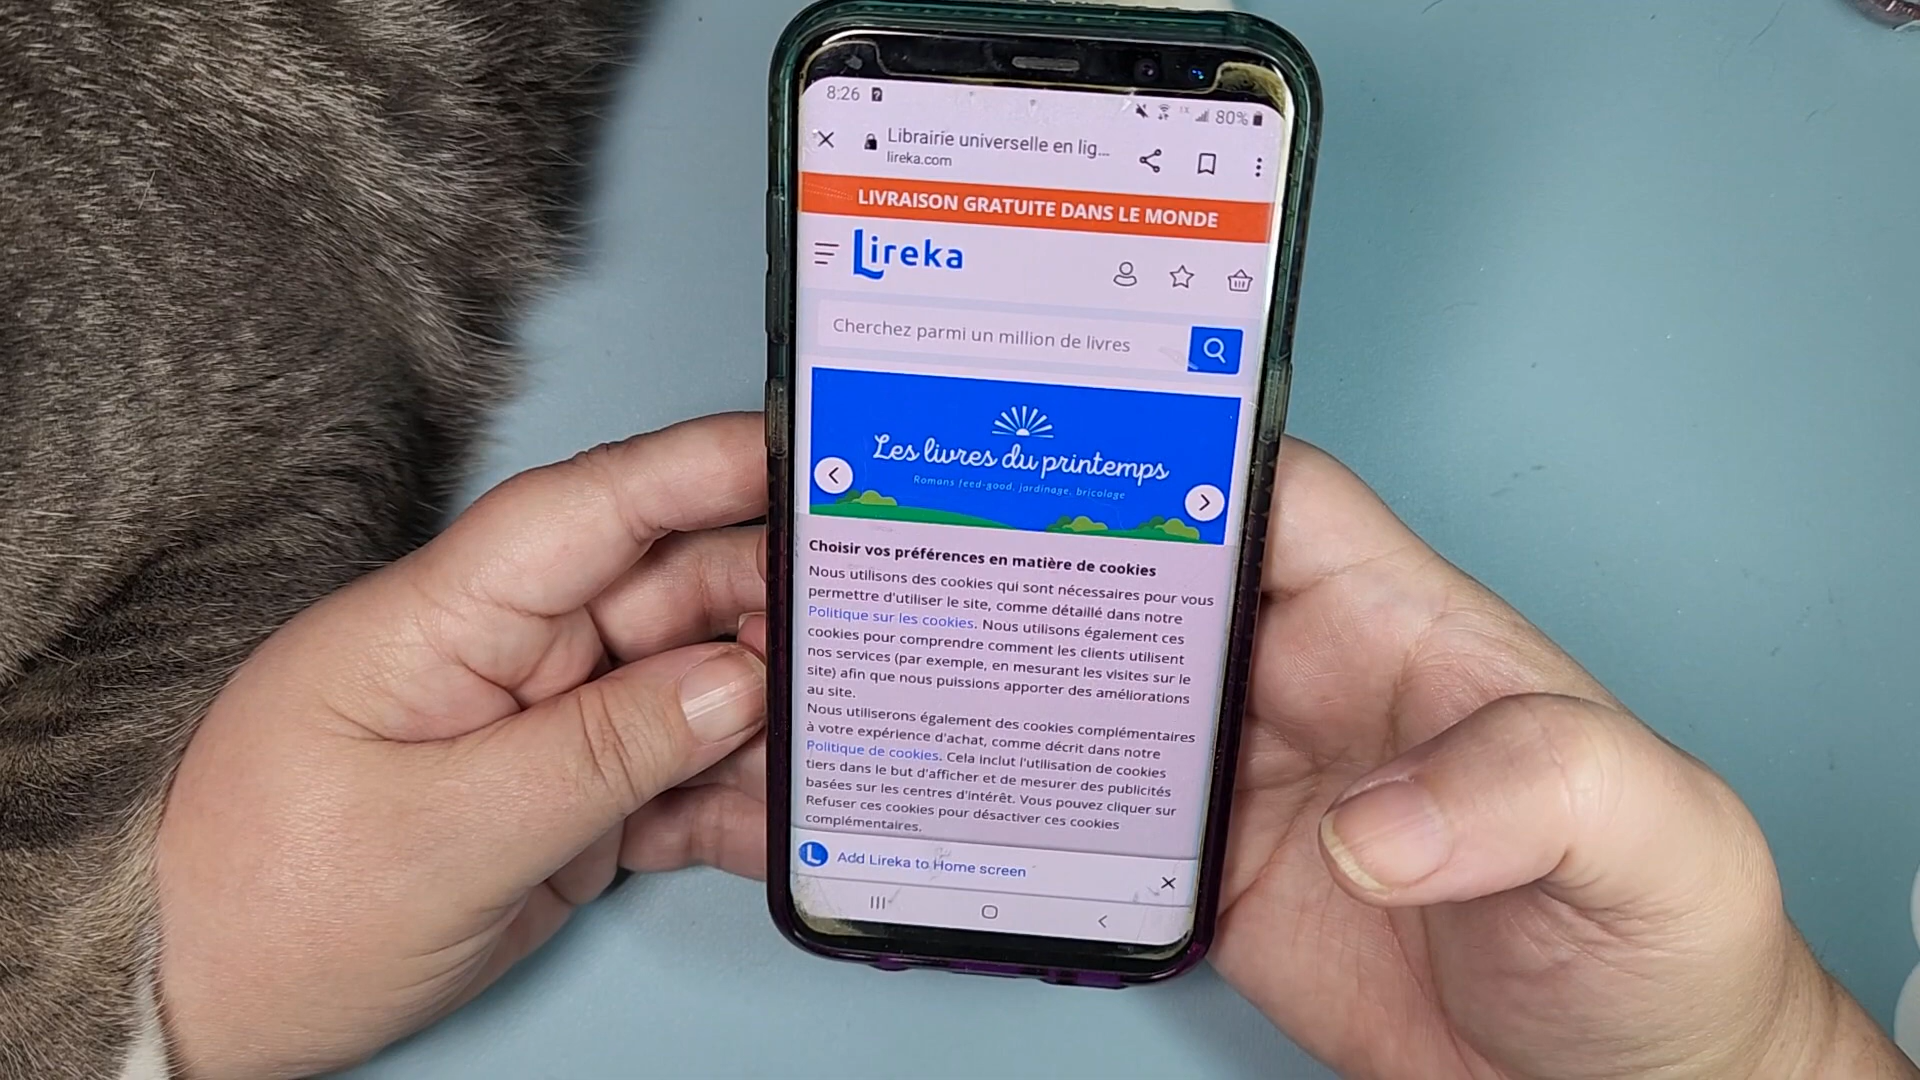 8:26
80%
Librairie universelle en lig...
lireka.com
LIVRAISON GRATUITE DANS LE MONDE
Lireka
Cherchez parmi un million de livres
Les livres du printemps
Romans feed-good, jardinage, bricolage
Choisir vos préférences en matière de cookies
Nous utilisons des cookies qui sont nécessaires pour vous
permettre d'utiliser le site, comme détaillé dans notre
Politique sur les cookies. Nous utilisons également ces
cookies pour comprendre comment les clients utilisent
nos services (par exemple, en mesurant les visites sur le
site) afin que nous puissions apporter des améliorations
au site.
Nous utiliserons également des cookies complémentaires
à votre expérience d'achat, comme décrit dans notre
Politique de cookies. Cela inclut l'utilisation de cookies
tiers dans le but d'afficher et de mesurer des publicités
basées sur les centres d'intérêt. Vous pouvez cliquer sur
Refuser ces cookies pour désactiver ces cookies
complémentaires.
L Add Lireka to Home screen